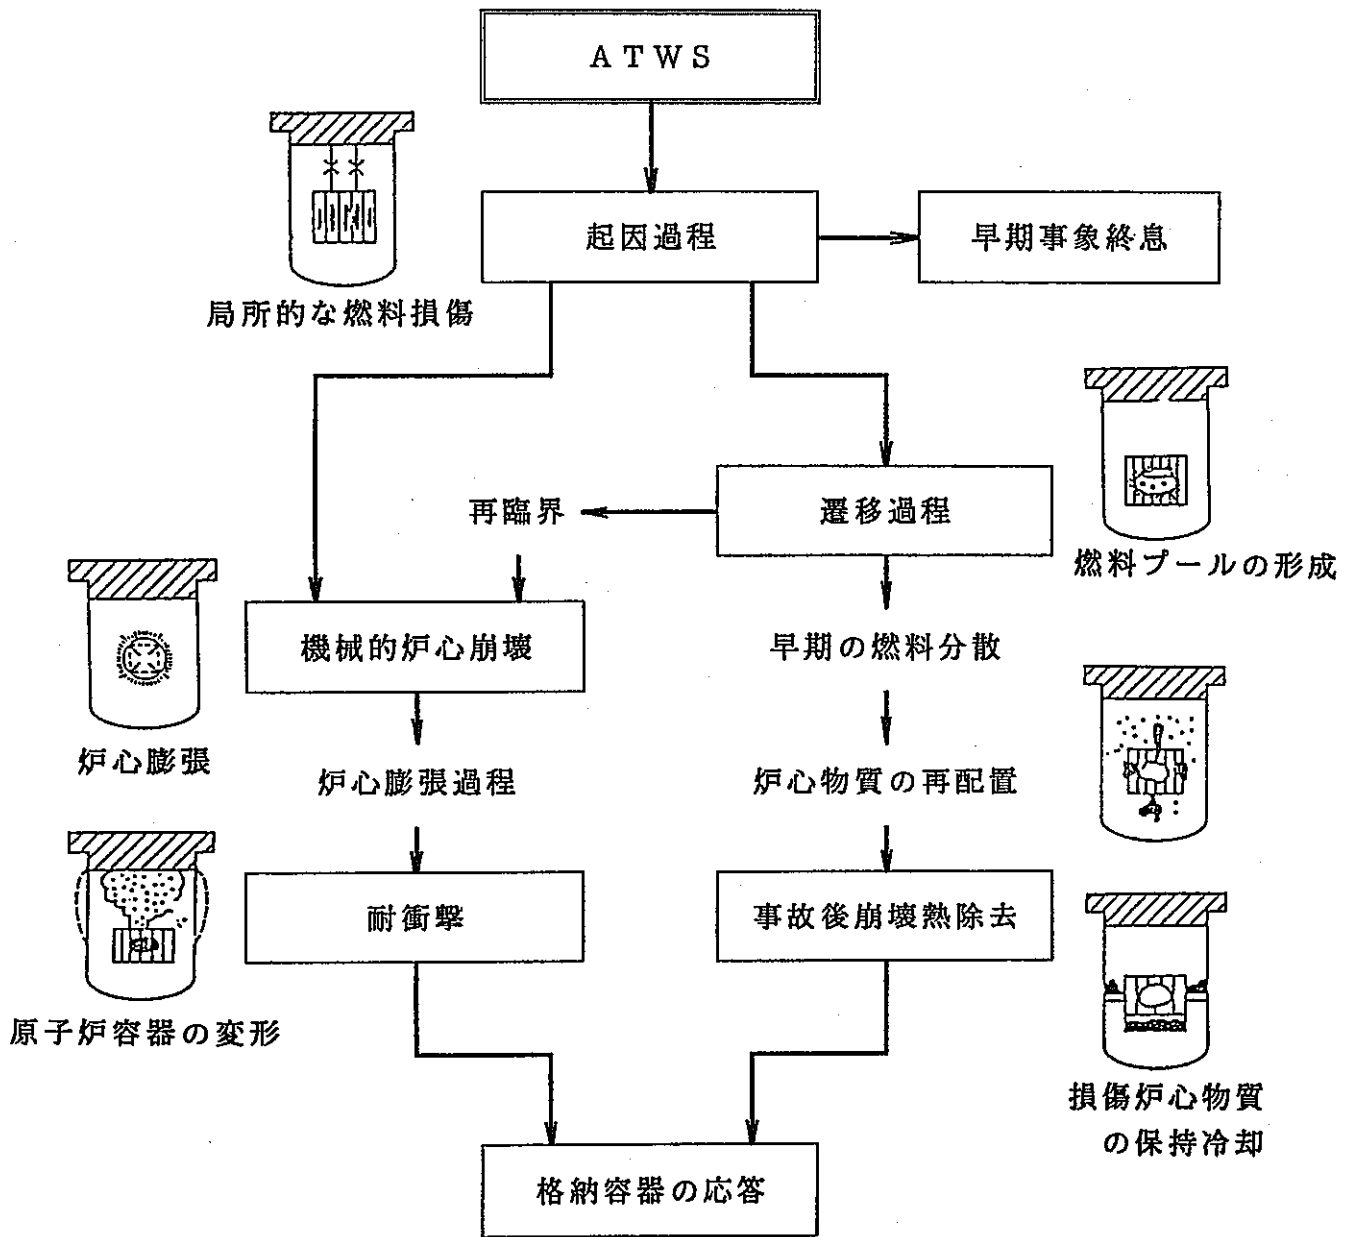 ATWS
起因過程
早期事象終息
局所的な燃料損傷
再臨界
遷移過程
燃料プールの形成
機械的炉心崩壊
早期の燃料分散
炉心膨張
炉心膨張過程
炉心物質の再配置
耐衝撃
事故後崩壊熱除去
原子炉容器の変形
損傷炉心物質
の保持冷却
格納容器の応答